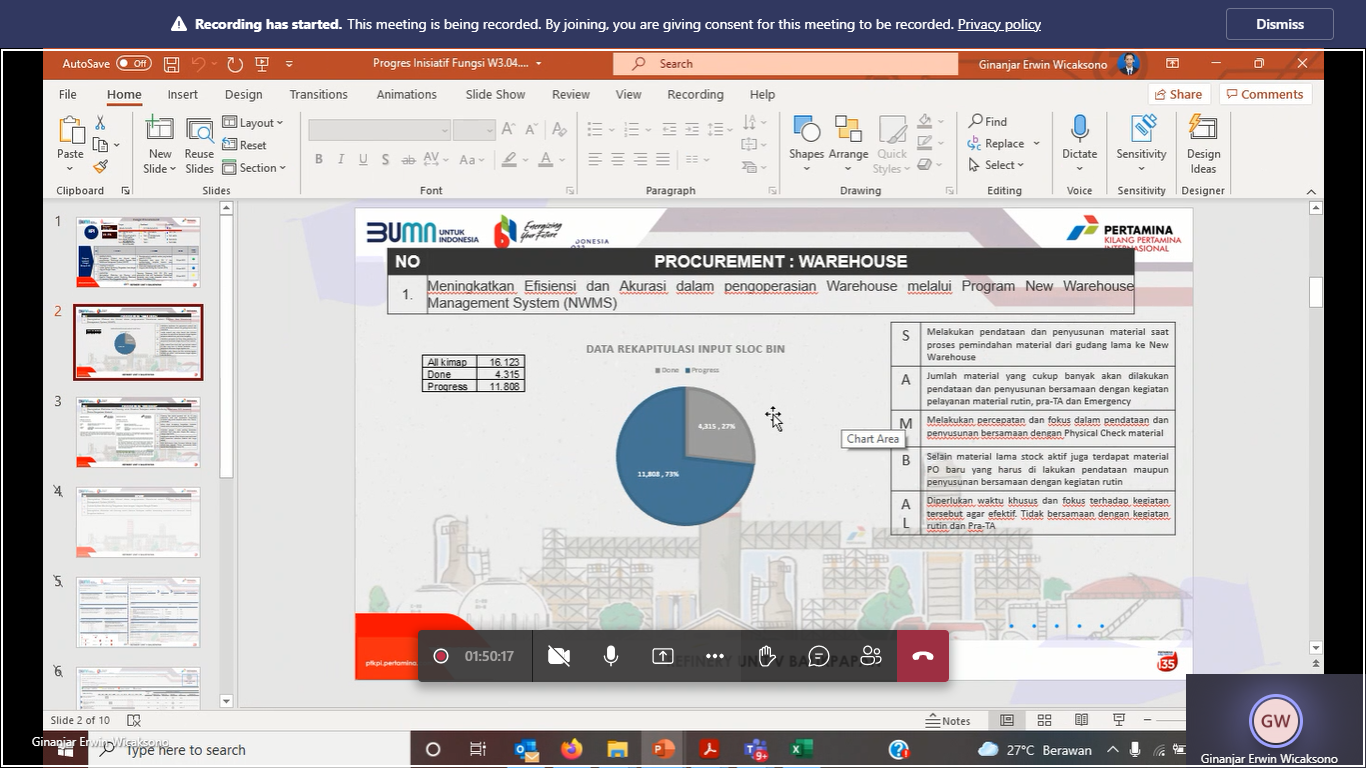 Recording has started. This meeting is being recorded. By joining, you are giving consent for this meeting to be recorded. Privacy policy
Dismiss
AutoSave Off
Progres Inisiatif Fungsi W3.04....
Search
Ginanjar Erwin Wicaksono
File Home Insert Design Transitions Animations Slide Show Review View Recording Help
Share Comments
Paste
New Slide
Reuse Slides
Layout
Reset
Section
Shapes Arrange Quick Styles
Find
Replace
Select
Dictate
Sensitivity
Design Ideas
Clipboard Slides Font Paragraph Drawing Editing Voice Sensitivity Designer
1
2
3
4
5
6
BUMN UNTUK INDONESIA
Energizing Your Future
PERTAMINA
KILANG PERTAMINA
INTERNASIONAL
NO PROCUREMENT : WAREHOUSE
1. Meningkatkan Efisiensi dan Akurasi dalam pengoperasian Warehouse melalui Program New Warehouse
Management System (NWMS)
All kimap 16.123
Done 4.315
Progress 11.808
DATA REKAPITULASI INPUT SLOC BIN
Done Progress
4,315 , 27%
11,808, 73%
Chart Area
S Melakukan pendataan dan penyusunan material saat
proses pemindahan material dari gudang lama ke New
Warehouse
A Jumlah material yang cukup banyak akan dilakukan
pendataan dan penyusunan bersamaan dengan kegiatan
pelayanan material rutin, pra-TA dan Emergency
M Melakukan percepatan dan fokus dalam pendataan dan
penyusunan bersamaan dengan Physical Check material
B Selain material lama stock aktif juga terdapat material
PO baru yang harus di lakukan pendataan maupun
penyusunan bersamaan dengan kegiatan rutin
A Diperlukan waktu khusus dan fokus terhadap kegiatan
L tersebut agar efektif. Tidak bersamaan dengan kegiatan
rutin dan Pra-TA
01:50:17
135
Slide 2 of 10
Notes
GW
Ginanjar Erwin Wicaksono
Ginanjar Erwin Wicaksono
Type here to search
27°C Berawan